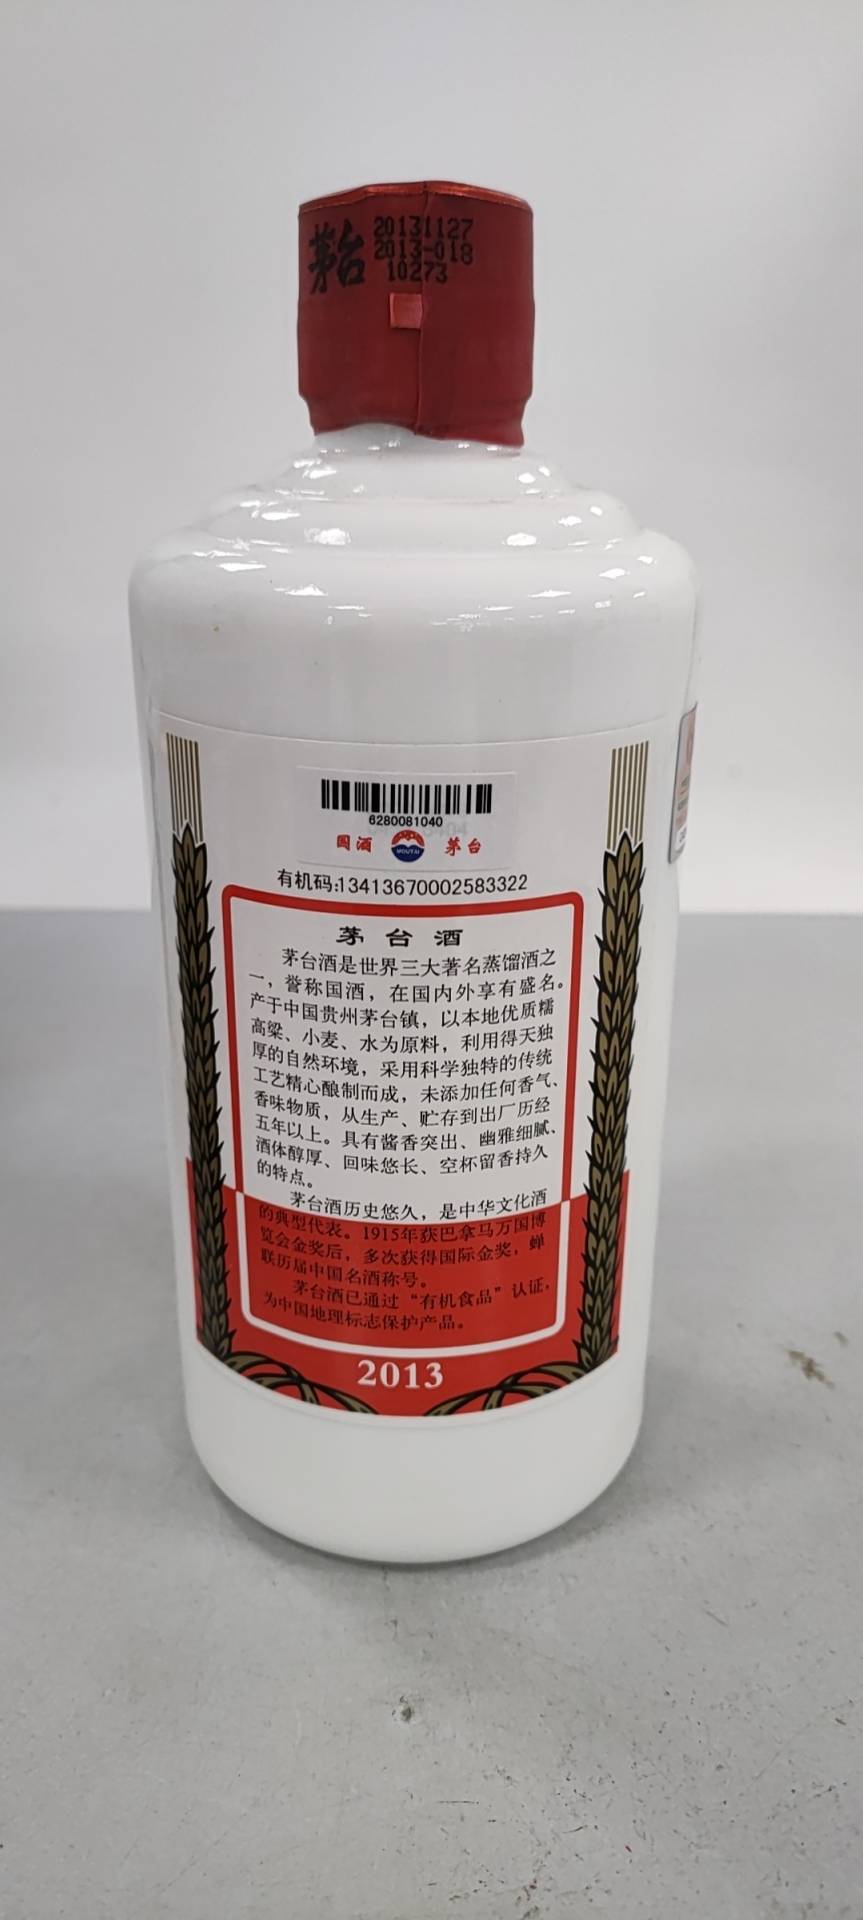 茅台
20131127
2013-018
10273
6280081040
国酒
MOUTAI
茅台
有机码:13413670002583322
茅台酒
茅台酒是世界三大著名蒸馏酒之
一，誉称国酒，在国内外享有盛名。
产于中国贵州茅台镇，以本地优质糯
高粱、小麦、水为原料，利用得天独
厚的自然环境，采用科学独特的传统
工艺精心酿制而成，未添加任何香气、
香味物质，从生产、贮存到出厂历经
五年以上。具有酱香突出、幽雅细腻、
酒体醇厚、回味悠长、空杯留香持久
的特点。
茅台酒历史悠久，是中华文化酒
的典型代表。1915年获巴拿马万国博
览会金奖后，多次获得国际金奖，蝉
联历届中国名酒称号。
茅台酒已通过“有机食品”认证，
为中国地理标志保护产品。
2013